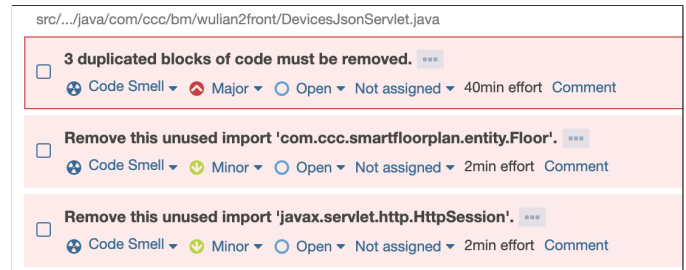 src/.../java/com/ccc/bm/wulian2front/DevicesJsonServlet.java
3 duplicated blocks of code must be removed. •••
Code Smell Major Open Not assigned 40min effort Comment
Remove this unused import 'com.ccc.smartfloorplan.entity.Floor'. •••
Code Smell Minor Open Not assigned 2min effort Comment
Remove this unused import 'javax.servlet.http.HttpSession'. •••
Code Smell Minor Open Not assigned 2min effort Comment